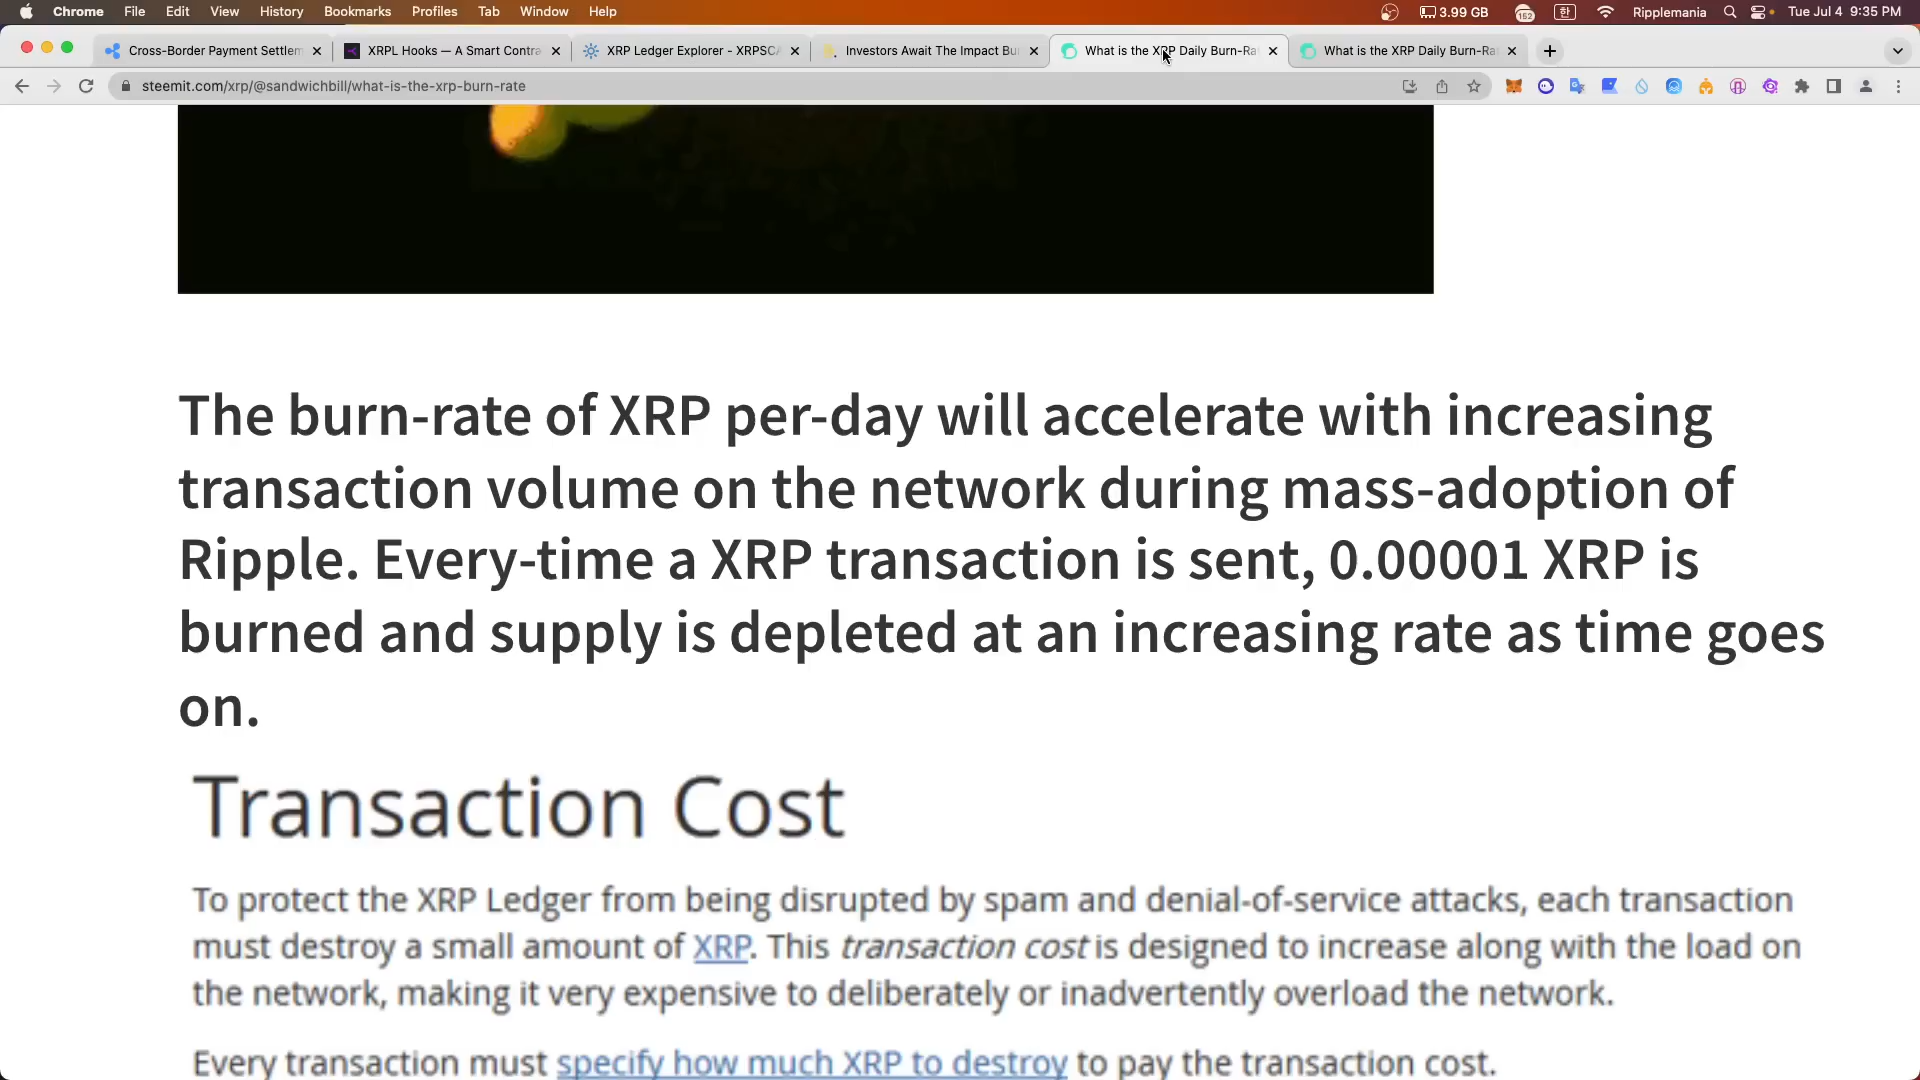 Chrome File Edit View History Bookmarks Profiles Tab Window Help 3.99 GB 152 한 Ripplemania Tue Jul 4 9:35 PM
Cross-Border Payment Settlem XRPL Hooks — A Smart Contra XRP Ledger Explorer - XRPSCA Investors Await The Impact Bu What is the XRP Daily Burn-Ra What is the XRP Daily Burn-Ra
steemit.com/xrp/@sandwichbill/what-is-the-xrp-burn-rate
The burn-rate of XRP per-day will accelerate with increasing
transaction volume on the network during mass-adoption of
Ripple. Every-time a XRP transaction is sent, 0.00001 XRP is
burned and supply is depleted at an increasing rate as time goes
on.
Transaction Cost
To protect the XRP Ledger from being disrupted by spam and denial-of-service attacks, each transaction
must destroy a small amount of XRP. This transaction cost is designed to increase along with the load on
the network, making it very expensive to deliberately or inadvertently overload the network.
Every transaction must specify how much XRP to destroy to pay the transaction cost.